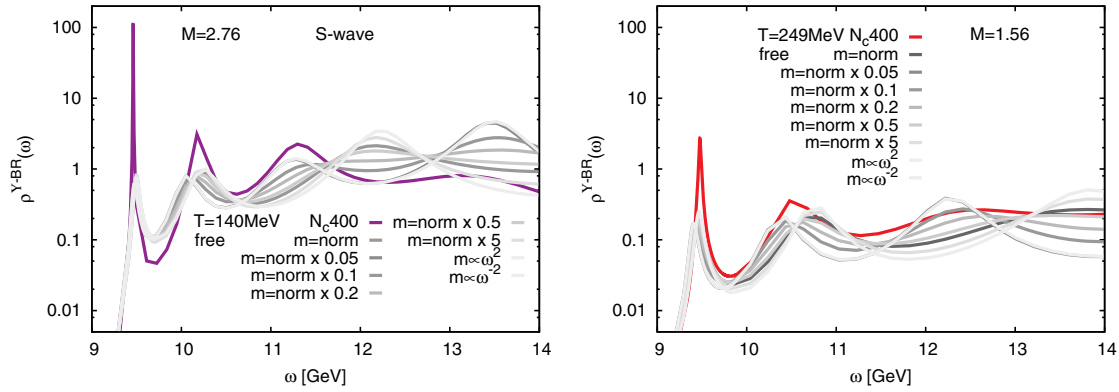 M=2.76 S-wave
ρ^Y-BR(ω)
100
10
1
0.1
0.01
T=140MeV N_c400
free m=norm
m=norm x 0.05
m=norm x 0.1
m=norm x 0.2
m=norm x 0.5
m=norm x 5
m∝ω^2
m∝ω^-2
9 10 11 12 13 14
ω [GeV]
T=249MeV N_c400 M=1.56
free m=norm
m=norm x 0.05
m=norm x 0.1
m=norm x 0.2
m=norm x 0.5
m=norm x 5
m∝ω^2
m∝ω^-2
ρ^Y-BR(ω)
100
10
1
0.1
0.01
9 10 11 12 13 14
ω [GeV]